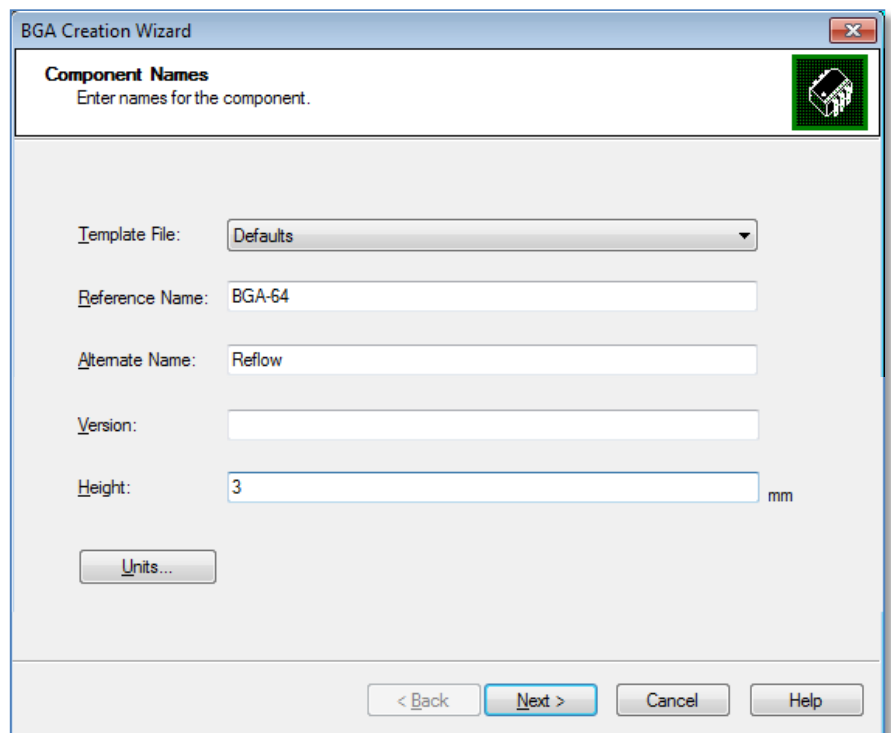 BGA Creation Wizard
Component Names
Enter names for the component.
Template File: Defaults
Reference Name: BGA-64
Alternate Name: Reflow
Version:
Height: 3 mm
Units...
< Back Next > Cancel Help